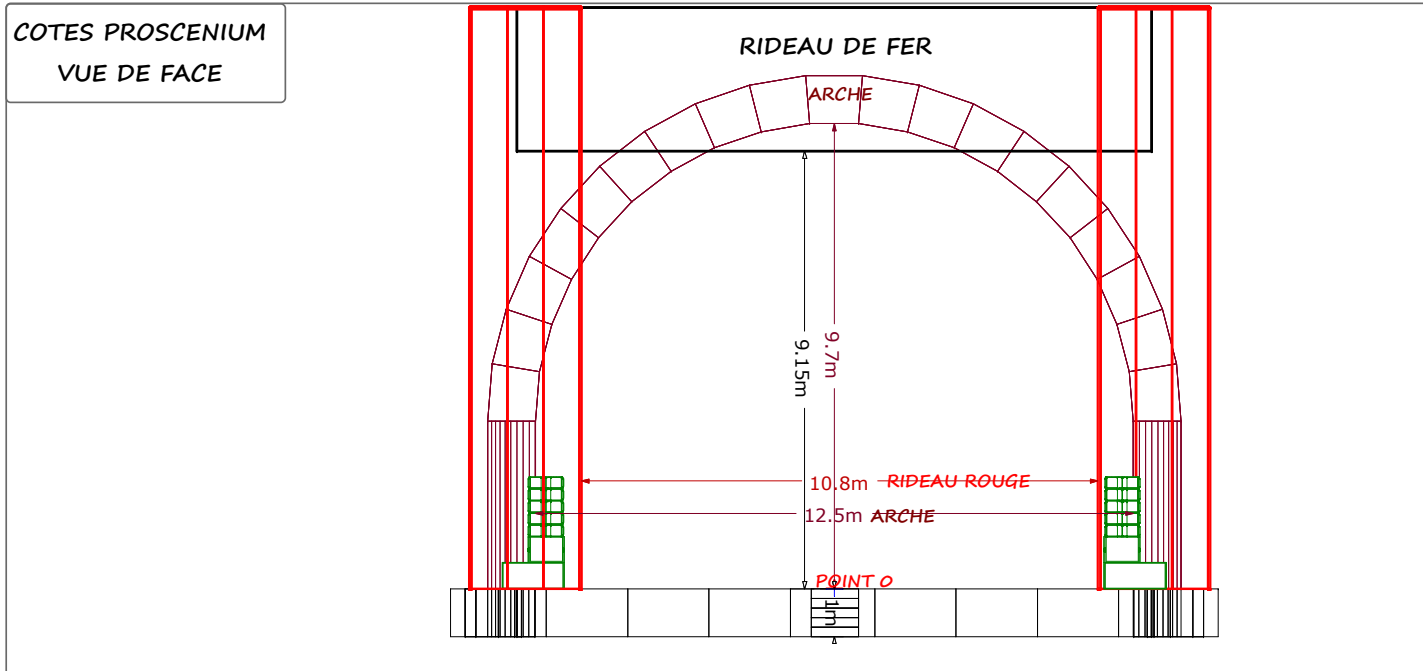 COTES PROSCENIUM
VUE DE FACE
RIDEAU DE FER
ARCHE
9.15m
9.7m
10.8m RIDEAU ROUGE
12.5m ARCHE
POINT O
1m